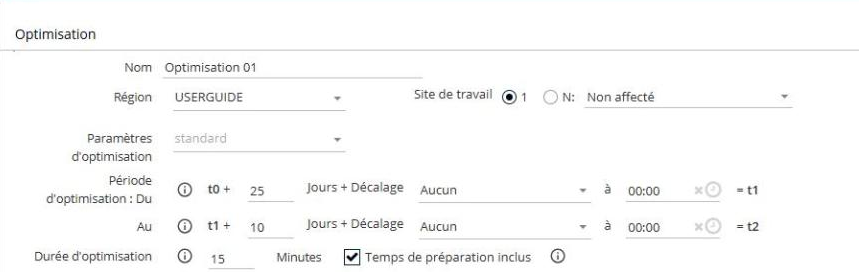 Optimisation
Nom Optimisation 01
Région USERGUIDE Site de travail 1 N: Non affecté
Paramètres d'optimisation standard
Période d'optimisation : Du t0 + 25 Jours + Décalage Aucun à 00:00 = t1
Au t1 + 10 Jours + Décalage Aucun à 00:00 = t2
Durée d'optimisation 15 Minutes Temps de préparation inclus